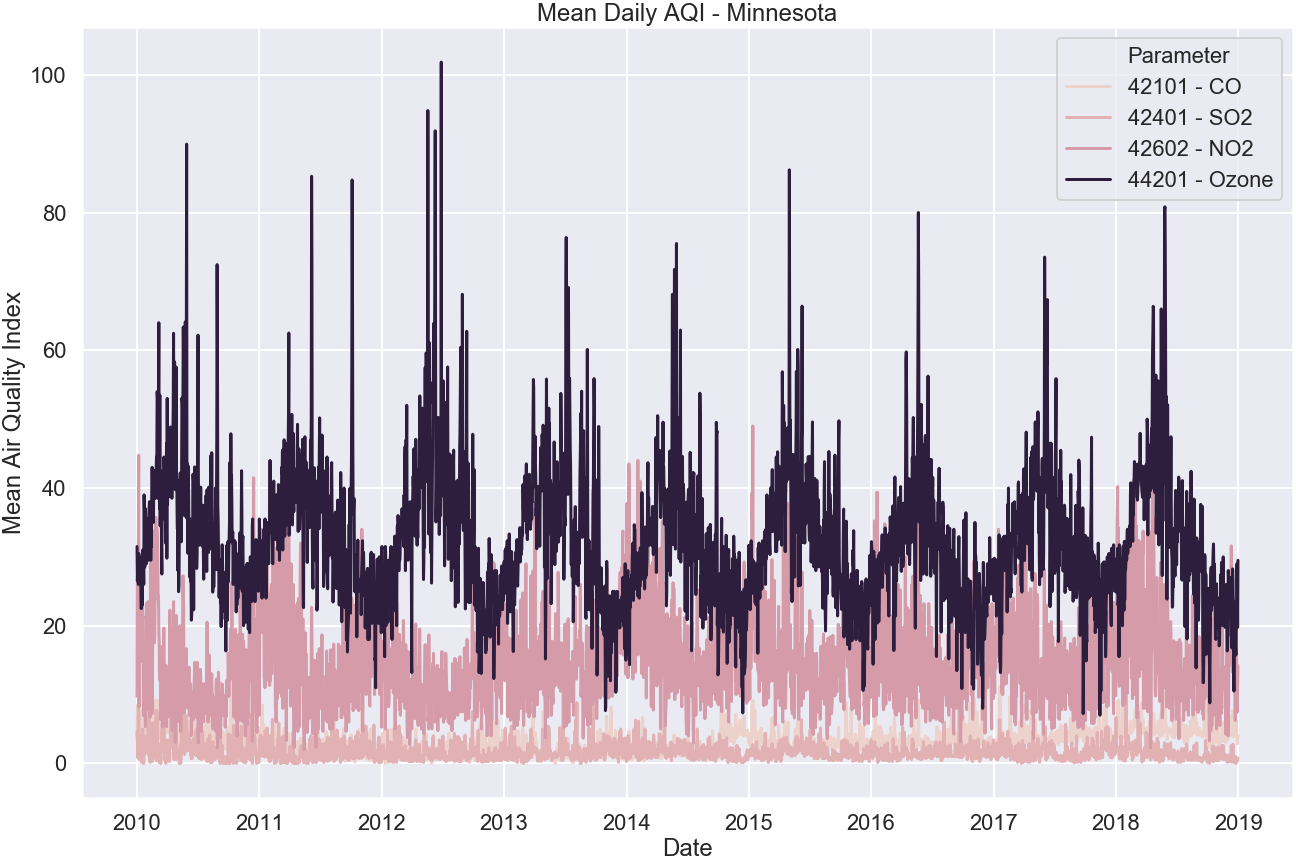 Mean Daily AQI - Minnesota
Mean Air Quality Index
100
80
60
40
20
0
Parameter
42101 - CO
42401 - SO2
42602 - NO2
44201 - Ozone
2010 2011 2012 2013 2014 2015 2016 2017 2018 2019
Date